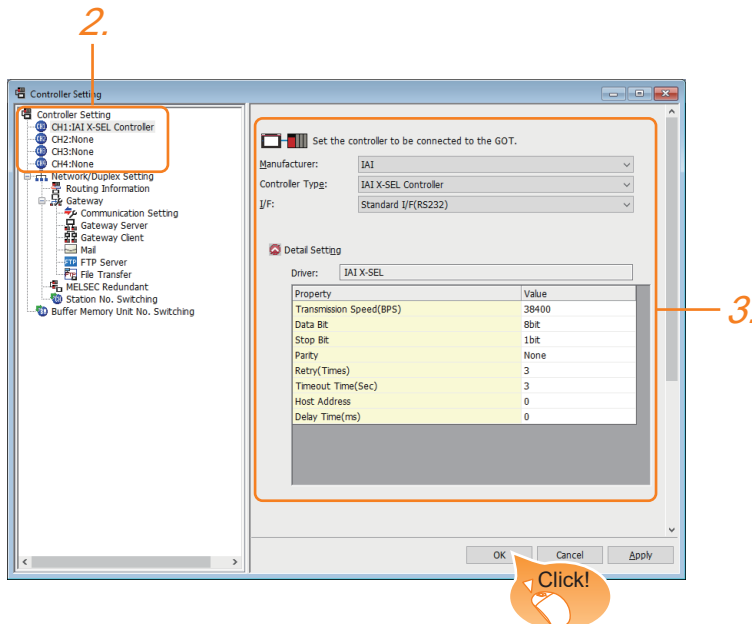 2.
Controller Setting
Controller Setting
CH1:IAI X-SEL Controller
CH2:None
CH3:None
CH4:None
Network/Duplex Setting
Routing Information
Gateway
Communication Setting
Gateway Server
Gateway Client
Mail
FTP Server
File Transfer
MELSEC Redundant
Station No. Switching
Buffer Memory Unit No. Switching
Set the controller to be connected to the GOT.
Manufacturer: IAI
Controller Type: IAI X-SEL Controller
I/F: Standard I/F(RS232)
Detail Setting
Driver: IAI X-SEL
Property Value
Transmission Speed(BPS) 38400
Data Bit 8bit
Stop Bit 1bit
Parity None
Retry(Times) 3
Timeout Time(Sec) 3
Host Address 0
Delay Time(ms) 0
3.
OK Cancel Apply
Click!